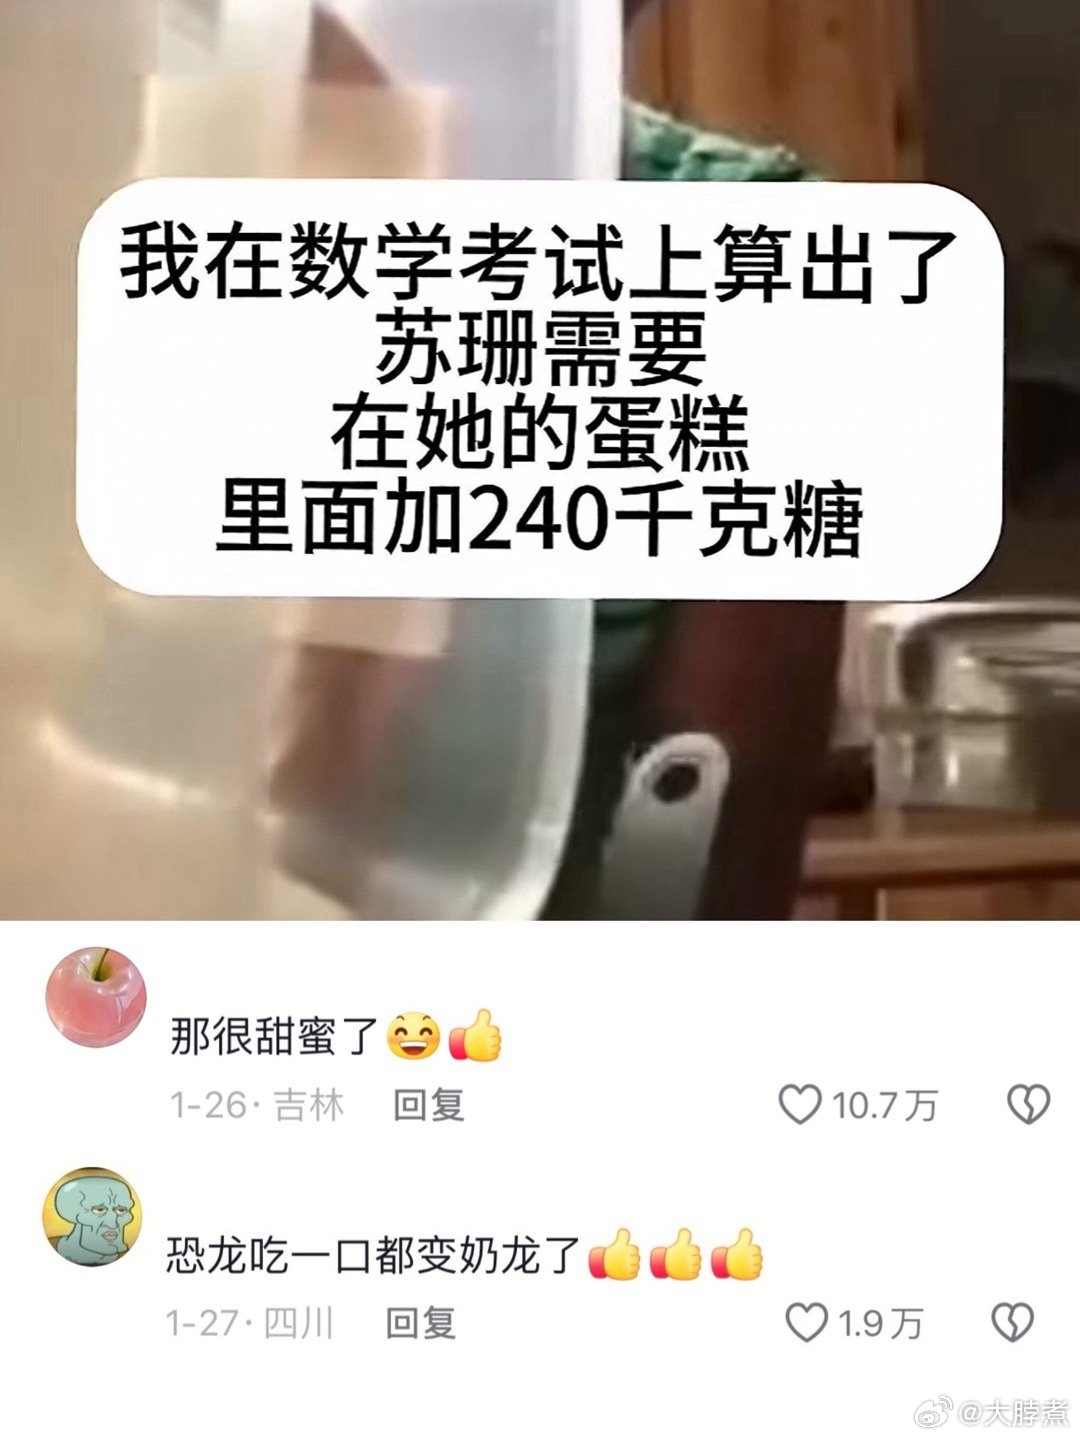 我在数学考试上算出了
苏珊需要
在她的蛋糕
里面加240千克糖
那很甜蜜了😄👍
1-26·吉林 回复 10.7万
恐龙吃一口都变奶龙了👍👍👍
1-27·四川 回复 1.9万
@大脖煮